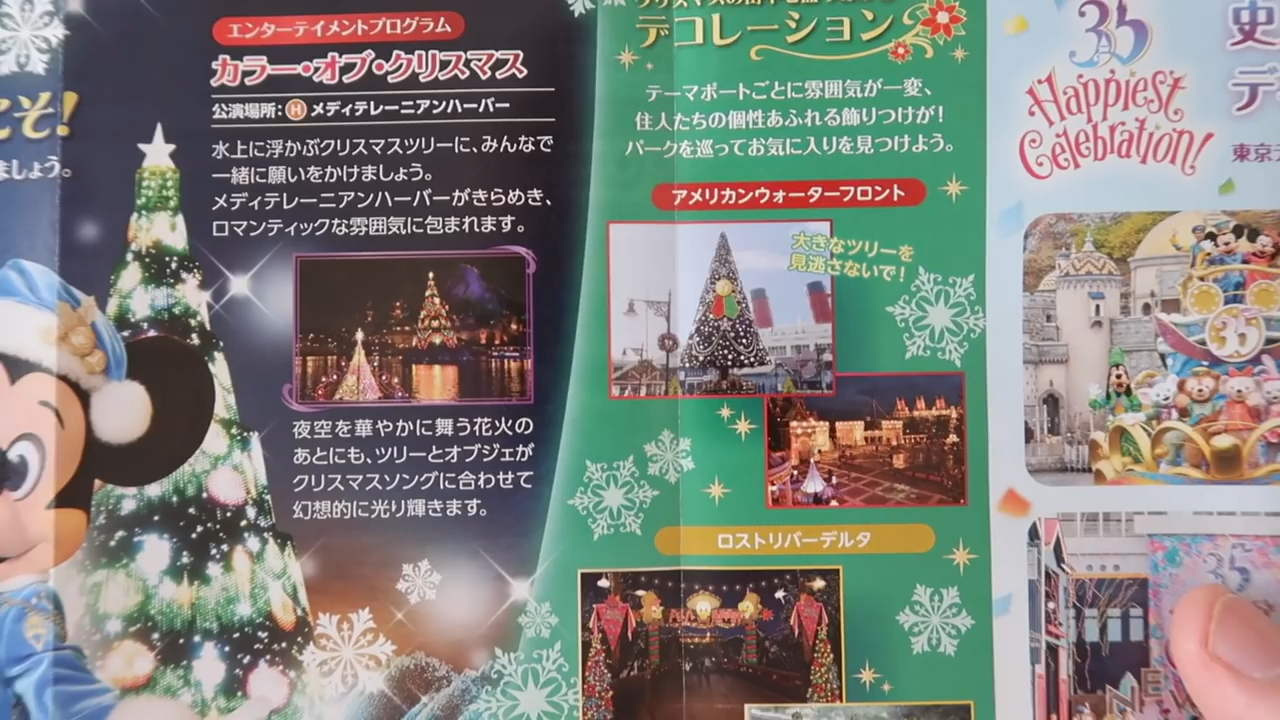 こそ!
ましょう。
エンターテイメントプログラム
カラー・オブ・クリスマス
公演場所: H メディテレーニアンハーバー
水上に浮かぶクリスマスツリーに、みんなで
一緒に願いをかけましょう。
メディテレーニアンハーバーがきらめき、
ロマンティックな雰囲気に包まれます。
夜空を華やかに舞う花火の
あとにも、ツリーとオブジェが
クリスマスソングに合わせて
幻想的に光り輝きます。
デコレーション
テーマポートごとに雰囲気が一変、
住人たちの個性あふれる飾りつけが!
パークを巡ってお気に入りを見つけよう。
アメリカンウォーターフロント
大きなツリーを
見逃さないで!
ロストリバーデルタ
35
Happiest
Celebration!
史
デ
東京デ
35
35